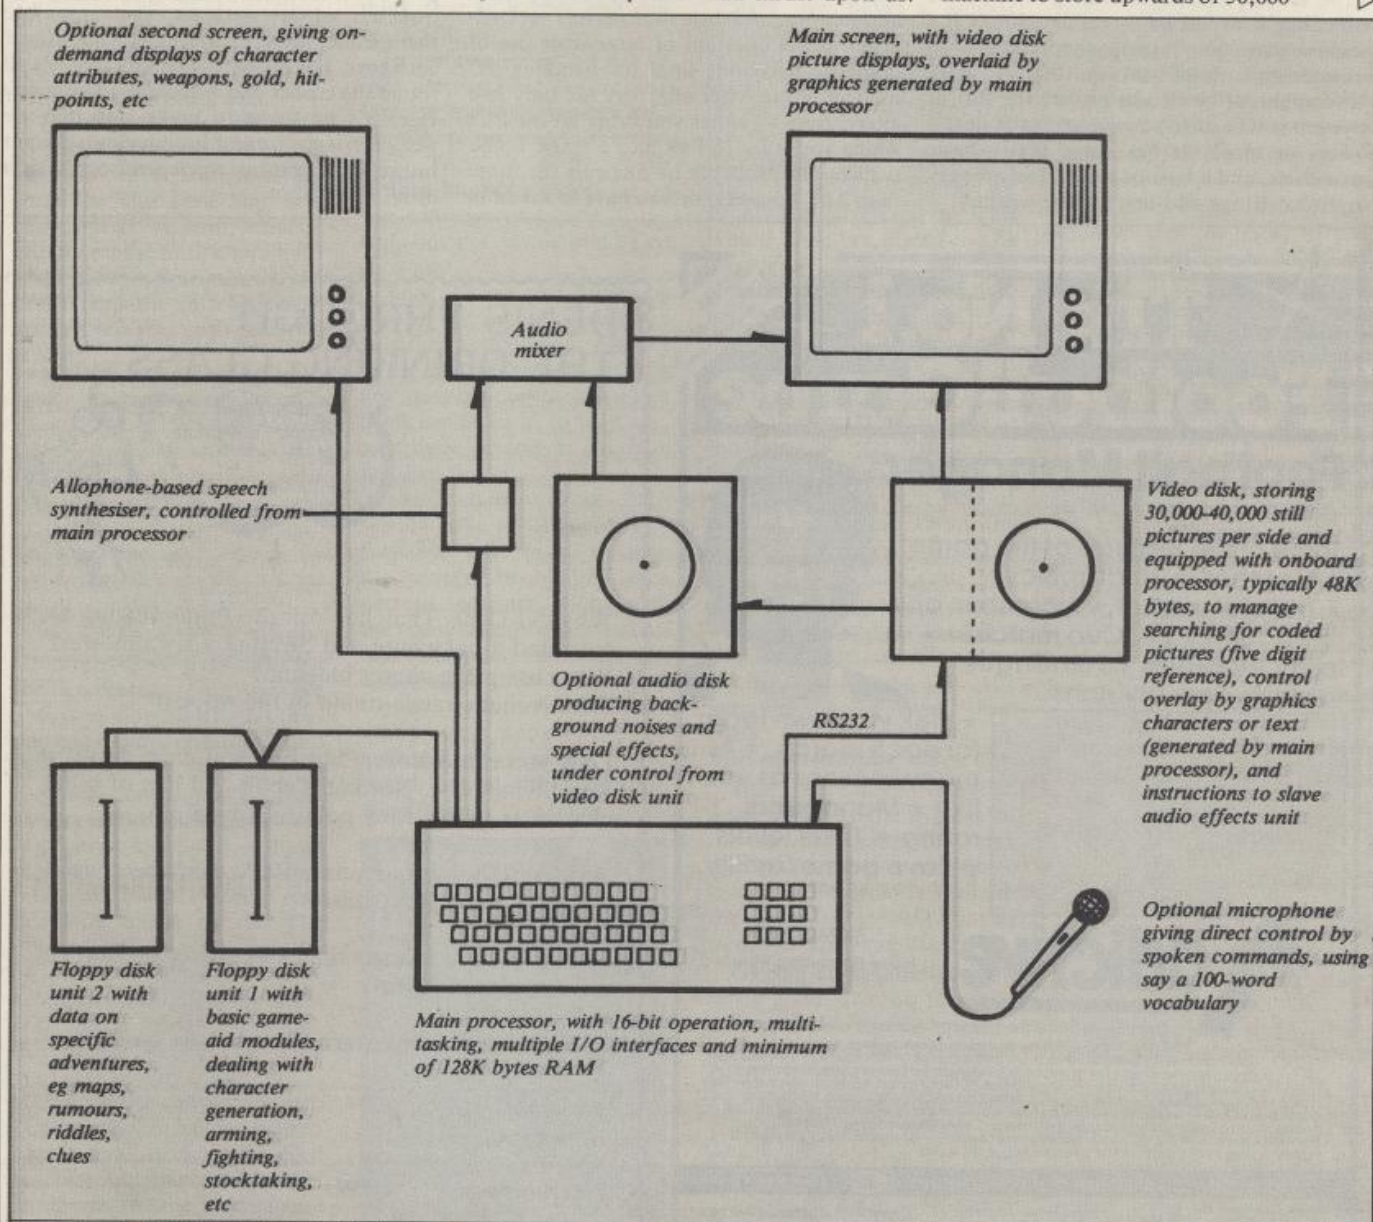 machine to store upwards of 30,000
Optional second screen, giving on-
demand displays of character
attributes, weapons, gold, hit-
points, etc
Main screen, with video disk
picture displays, overlaid by
graphics generated by main
processor
Audio
mixer
Allophone-based speech
synthesiser, controlled from
main processor
Video disk, storing
30,000-40,000 still
pictures per side and
equipped with onboard
processor, typically 48K
bytes, to manage
searching for coded
pictures (five digit
reference), control
overlay by graphics
characters or text
(generated by main
processor), and
instructions to slave
audio effects unit
Optional audio disk
producing back-
ground noises and
special effects,
under control from
video disk unit
RS232
Optional microphone
giving direct control by
spoken commands, using
say a 100-word
vocabulary
Floppy disk
unit 2 with
data on
specific
adventures,
eg maps,
rumours,
riddles,
clues
Floppy disk
unit 1 with
basic game-
aid modules,
dealing with
character
generation,
arming,
fighting,
stocktaking,
etc
Main processor, with 16-bit operation, multi-
tasking, multiple I/O interfaces and minimum
of 128K bytes RAM